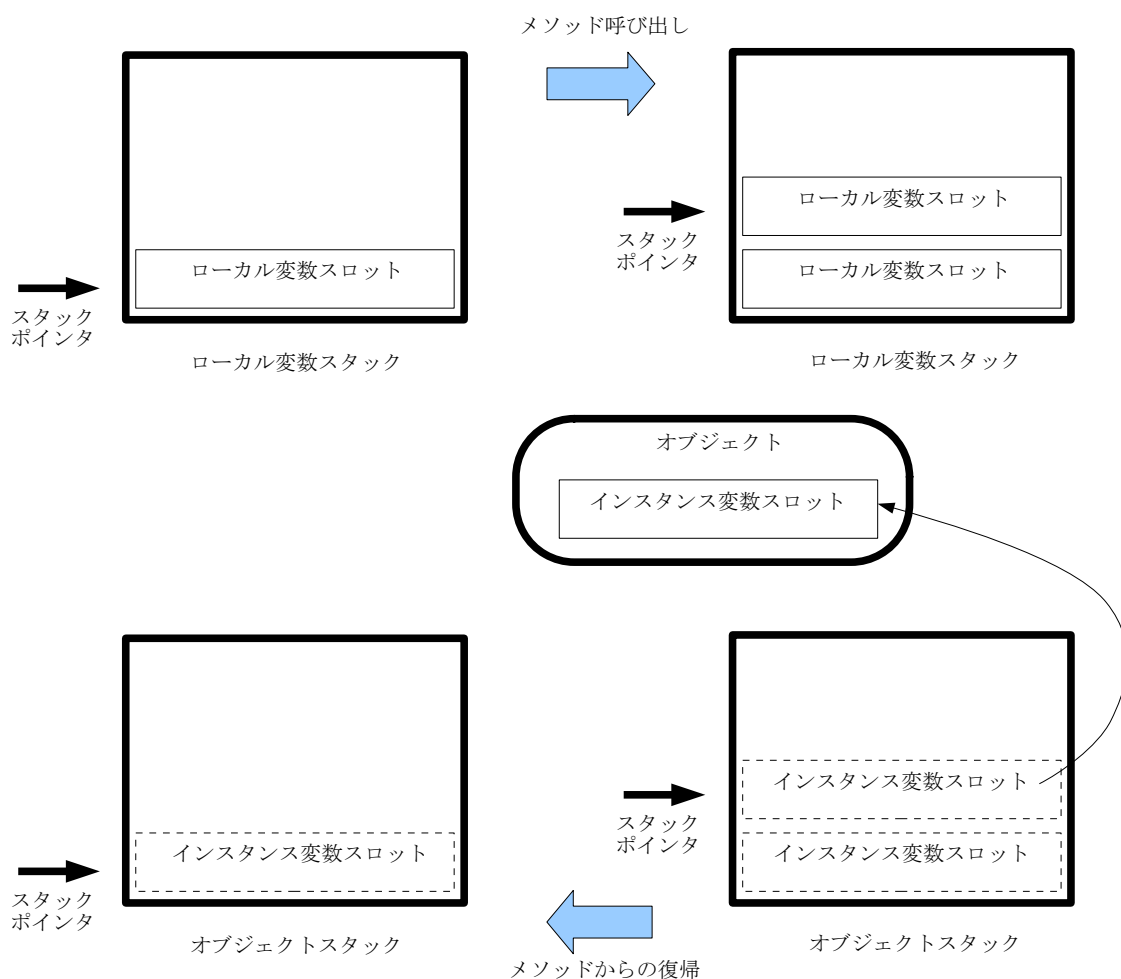 メソッド呼び出し
ローカル変数スロット
スタック
ポインタ
ローカル変数スタック
ローカル変数スロット
ローカル変数スロット
スタック
ポインタ
ローカル変数スタック
オブジェクト
インスタンス変数スロット
インスタンス変数スロット
スタック
ポインタ
オブジェクトスタック
インスタンス変数スロット
インスタンス変数スロット
スタック
ポインタ
オブジェクトスタック
メソッドからの復帰